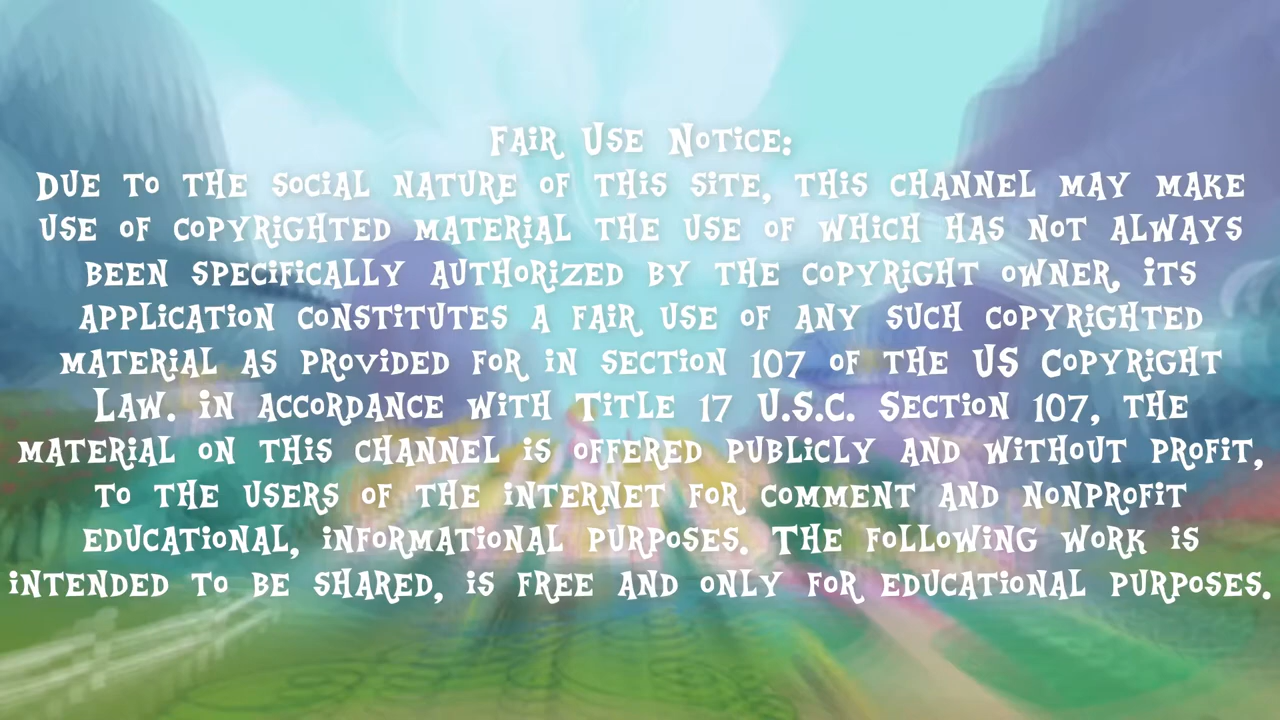 Fair Use Notice:
Due to the social nature of this site, this channel may make
use of copyrighted material the use of which has not always
been specifically authorized by the copyright owner, its
application constitutes a fair use of any such copyrighted
material as provided for in section 107 of the US Copyright
Law. in accordance with Title 17 U.S.C. Section 107, the
material on this channel is offered publicly and without profit,
to the users of the internet for comment and nonprofit
educational, informational purposes. The following work is
intended to be shared, is free and only for educational purposes.